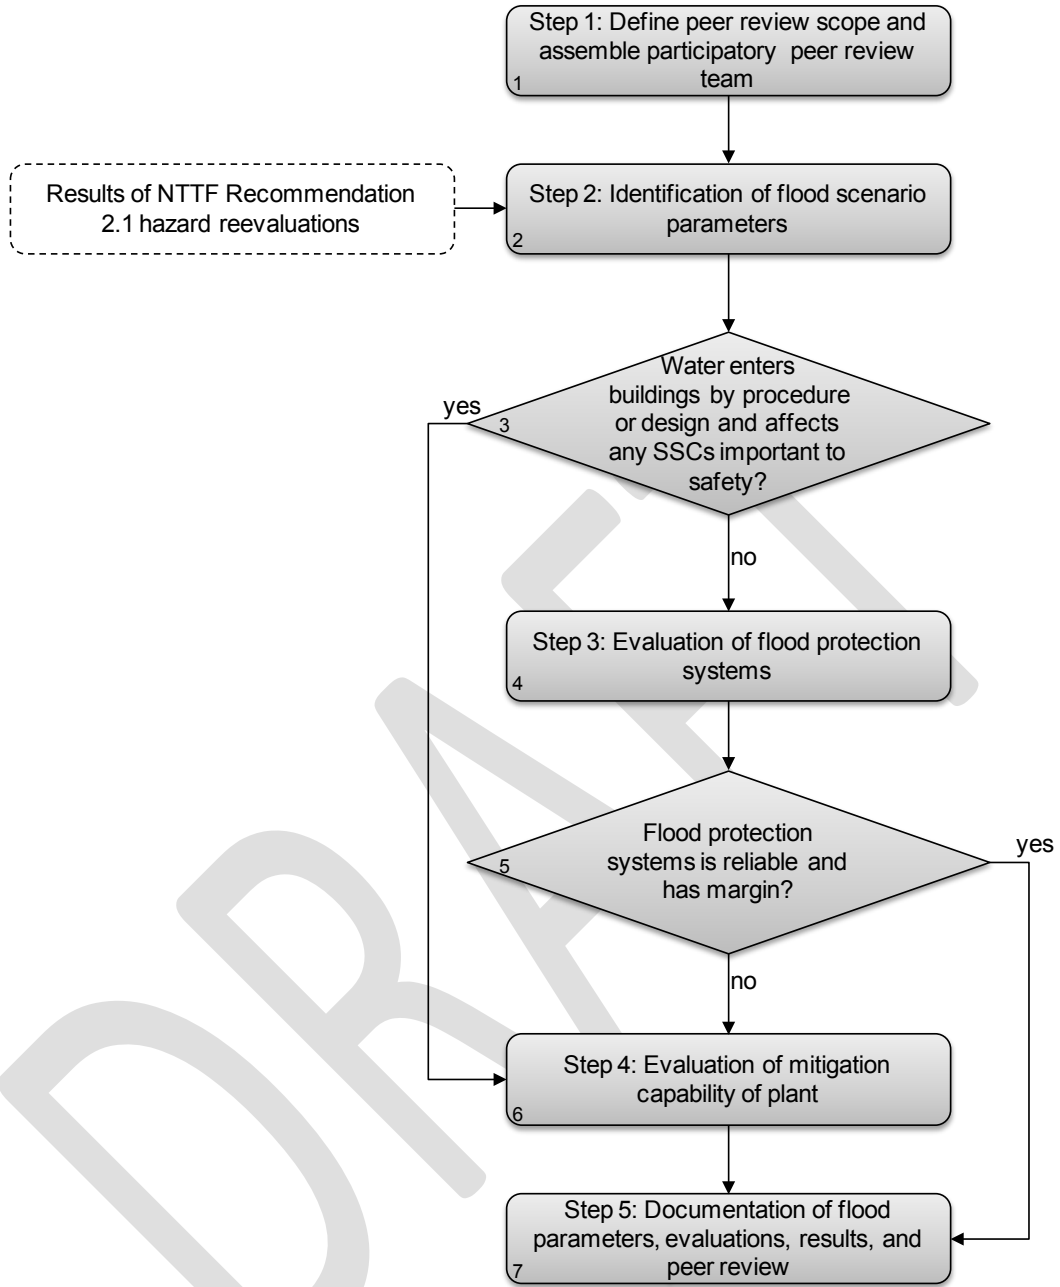 Step 1: Define peer review scope and
assemble participatory peer review
team
1
Results of NTTF Recommendation
2.1 hazard reevaluations
Step 2: Identification of flood scenario
parameters
2
Water enters
buildings by procedure
or design and affects
any SSCs important to
safety?
3
yes
no
Step 3: Evaluation of flood protection
systems
4
Flood protection
systems is reliable and
has margin?
5
yes
no
Step 4: Evaluation of mitigation
capability of plant
6
Step 5: Documentation of flood
parameters, evaluations, results, and
peer review
7
DRAFT